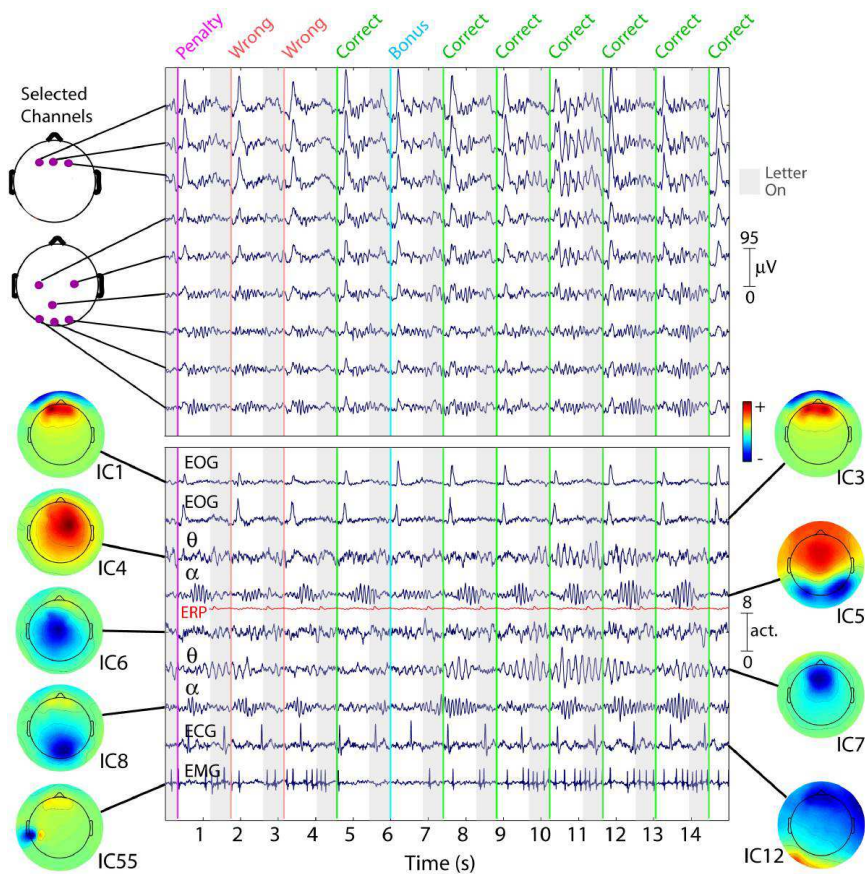 Penalty
Wrong
Wrong
Correct
Bonus
Correct
Correct
Correct
Correct
Correct
Correct
Selected
Channels
Letter
On
95
μV
0
+
-
IC1
EOG
IC3
EOG
IC4
θ
α
IC5
ERP
8
act.
0
IC6
θ
IC7
α
IC8
ECG
EMG
IC55
IC12
1 2 3 4 5 6 7 8 9 10 11 12 13 14
Time (s)